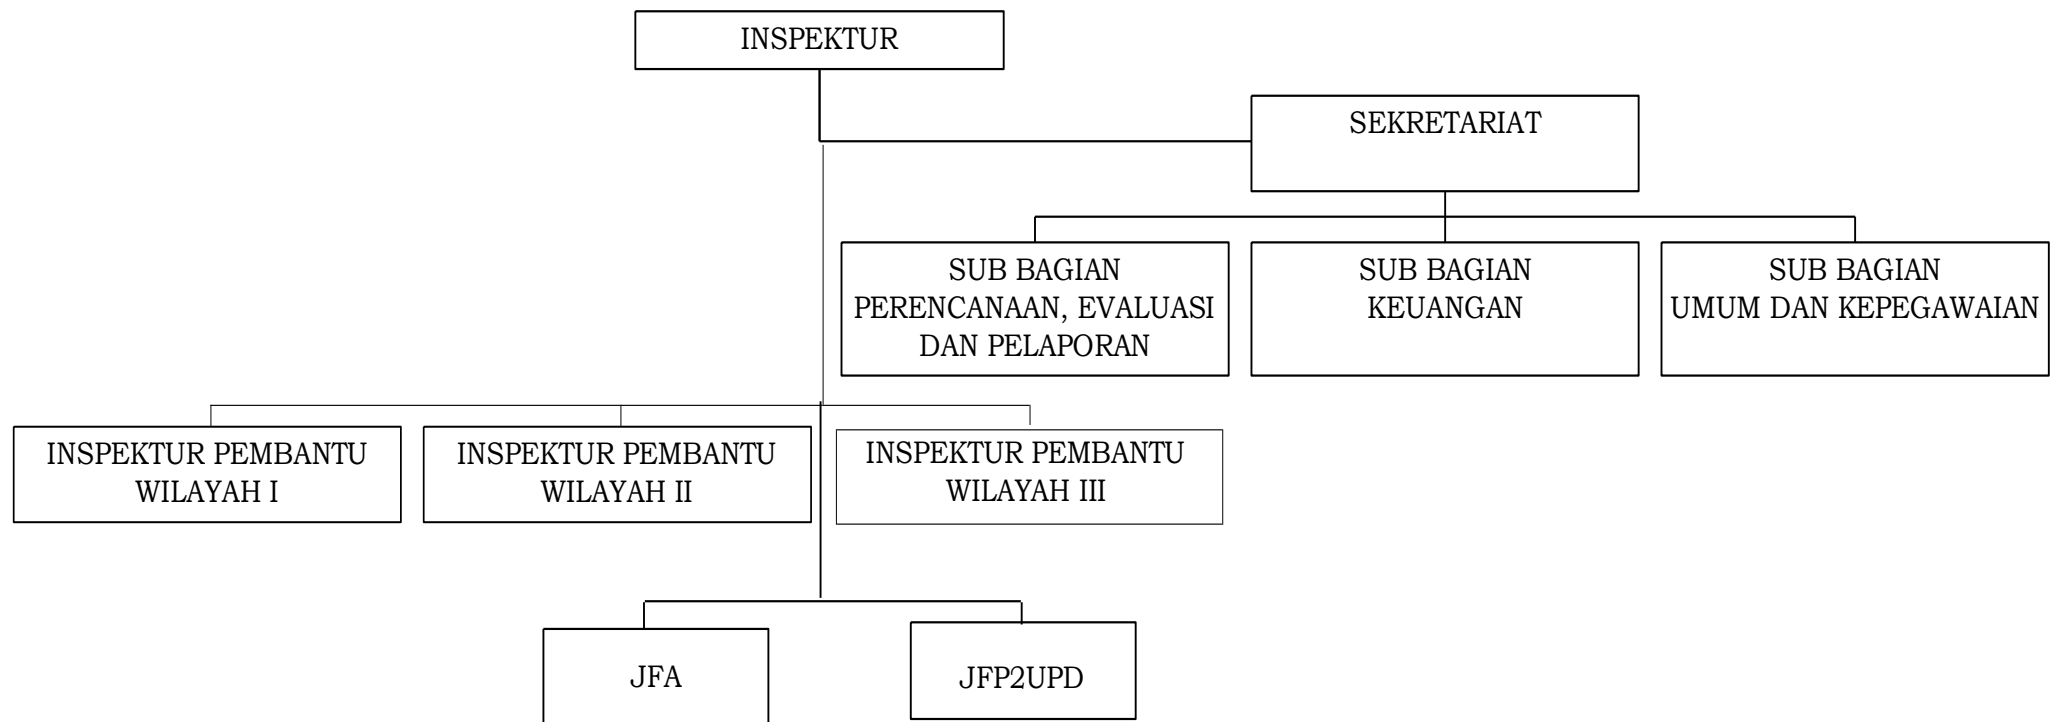 INSPEKTUR
SEKRETARIAT
SUB BAGIAN
PERENCANAAN, EVALUASI
DAN PELAPORAN
SUB BAGIAN
KEUANGAN
SUB BAGIAN
UMUM DAN KEPEGAWAIAN
INSPEKTUR PEMBANTU
WILAYAH I
INSPEKTUR PEMBANTU
WILAYAH II
INSPEKTUR PEMBANTU
WILAYAH III
JFA
JFP2UPD